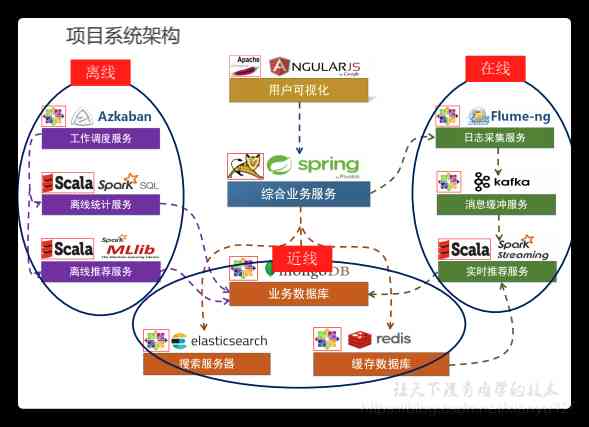 项目系统架构
离线
Apache
ANGULARJS
by Google
在线
用户可视化
Azkaban
工作调度服务
Flume-ng
日志采集服务
spring
综合业务服务
Scala Spark SQL
离线统计服务
kafka
消息缓冲服务
Scala Spark MLlib
离线推荐服务
近线
mongoDB
业务数据库
Scala Spark Streaming
实时推荐服务
elasticsearch
搜索服务器
redis
缓存数据库
让天下没有难学的技术